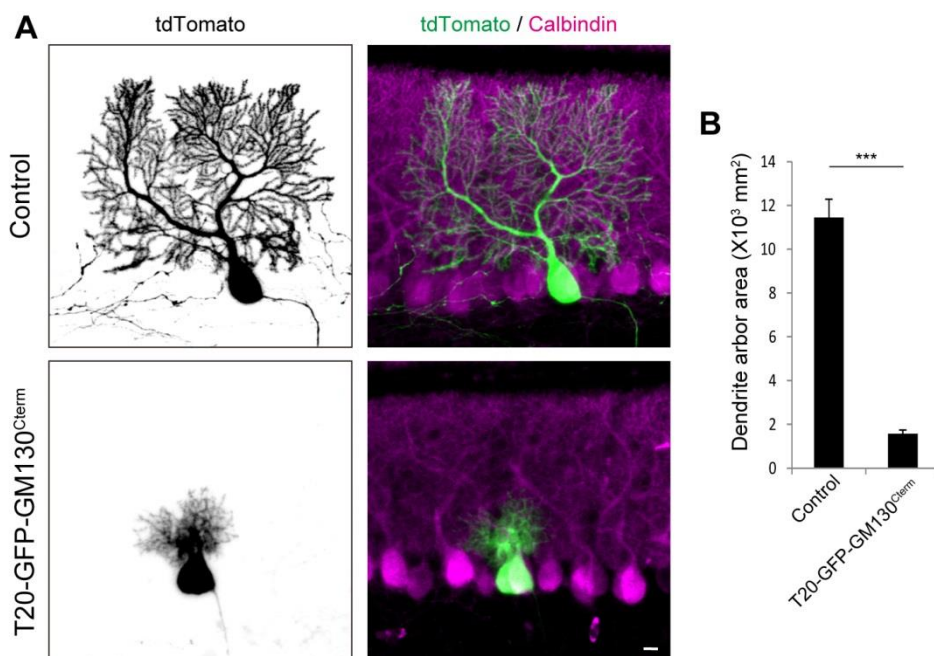 A
tdTomato
tdTomato / Calbindin
Control
T20-GFP-GM130Cterm
B
Dendrite arbor area (X10³ mm²)
14
12
10
8
6
4
2
0
***
Control
T20-GFP-GM130Cterm